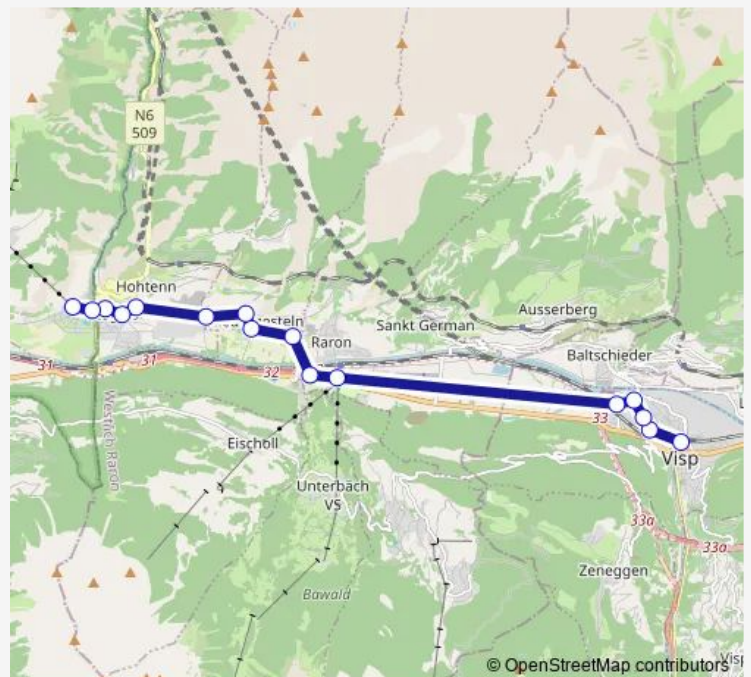 N6
509
Hohtenn
Ausserberg
Sankt German
Raron
Baltschieder
31
31
32
33
Westlich Raron
Eischoll
Visp
Unterbäch
VS
33a
33a
Zeneggen
Bawald
© OpenStreetMap contributors